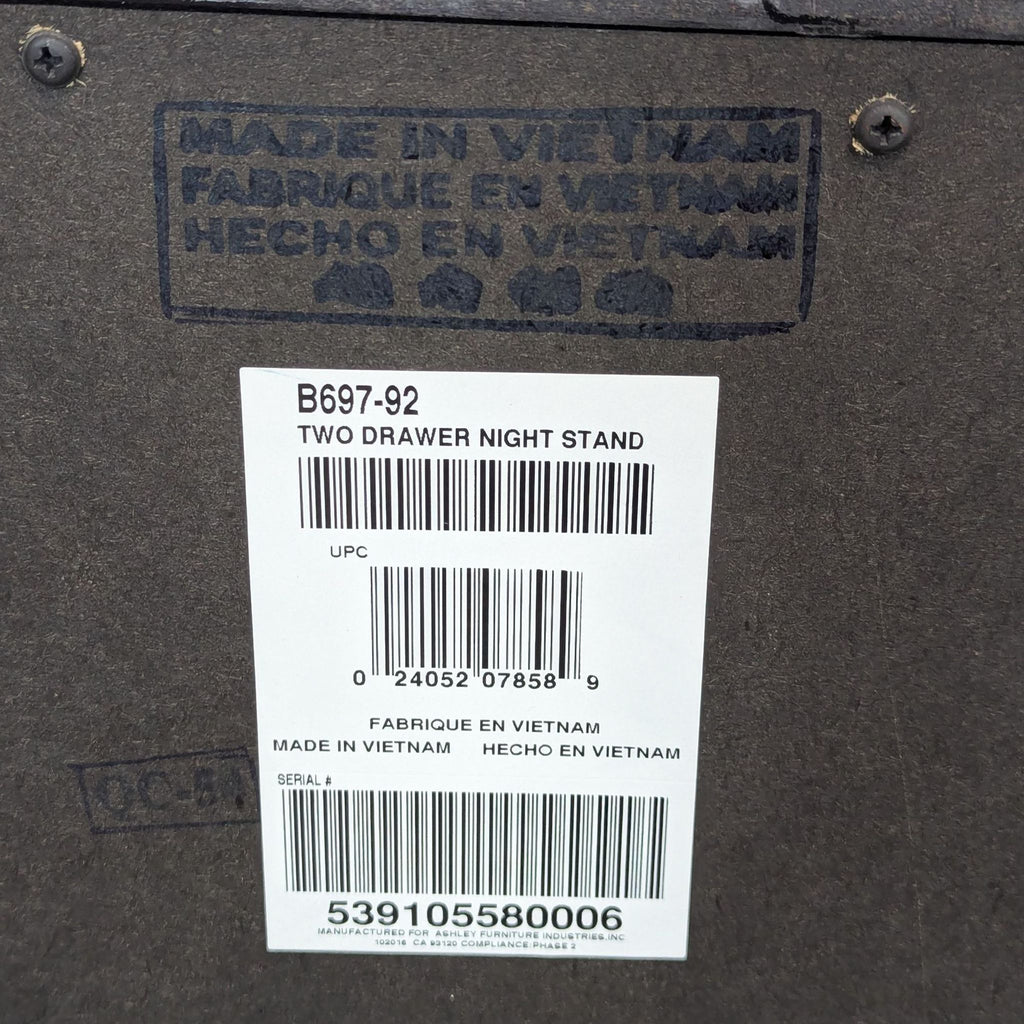 MADE IN VIETNAM
FABRIQUE EN VIETNAM
HECHO EN VIETNAM
B697-92
TWO DRAWER NIGHT STAND
UPC
0 24052 07858 9
FABRIQUE EN VIETNAM
MADE IN VIETNAM HECHO EN VIETNAM
QC-
SERIAL #
539105580006
MANUFACTURED FOR ASHLEY FURNITURE INDUSTRIES,INC
102016 CA 93120 COMPLIANCE:PHASE 2